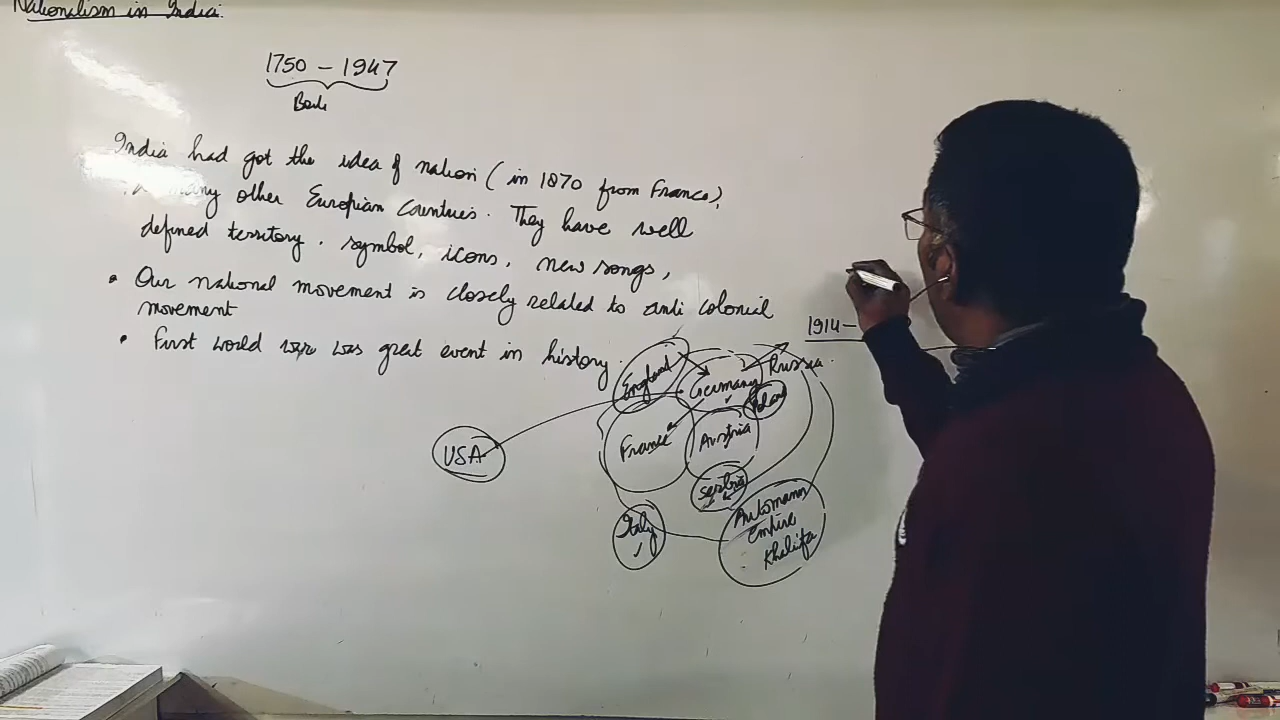 Nationalism in India
1750 - 1947
India had got the idea of nation (in 1870 from France),
many other European Countries. They have well
defined territory, symbol, icons, new songs,
• Our national movement is closely related to anti colonial
movement
• First world was great event in history.
1914-
England
Germany
Russia
Poland
USA
France
Austria
Serbia
Italy
Automann
empire
Khalifa